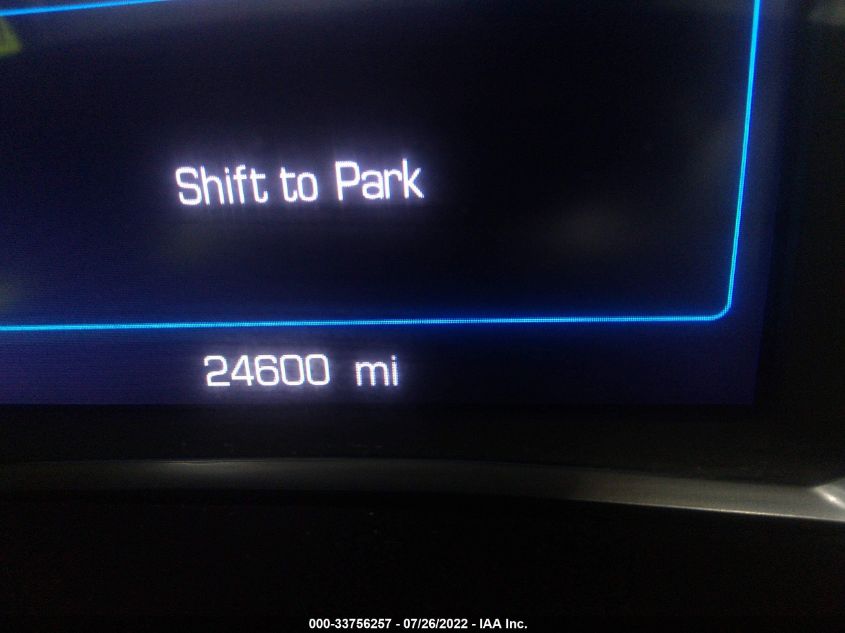 Shift to Park
24600 mi
000-33756257 - 07/26/2022 - IAA Inc.